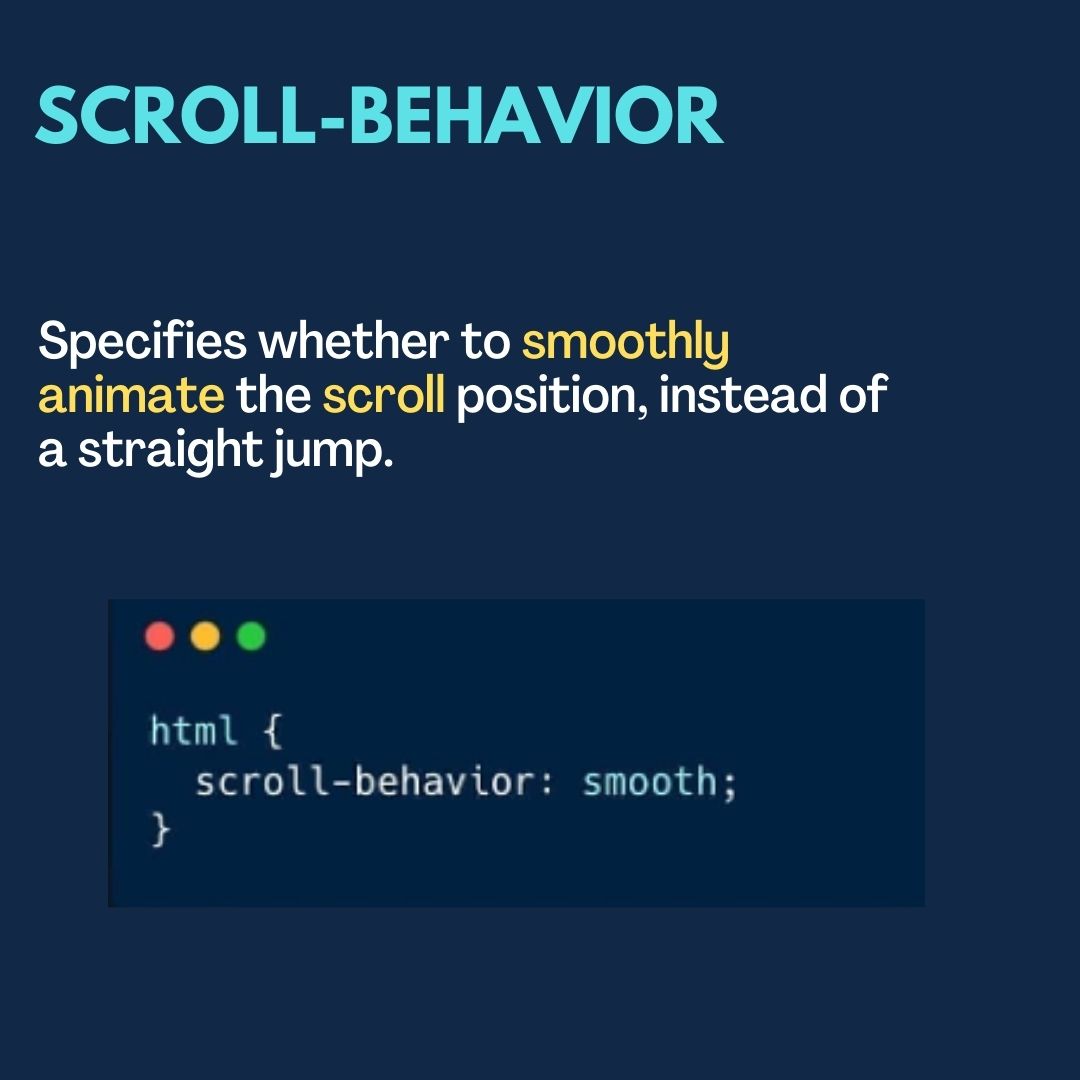 SCROLL-BEHAVIOR
Specifies whether to smoothly
animate the scroll position, instead of
a straight jump.
html {
  scroll-behavior: smooth;
}